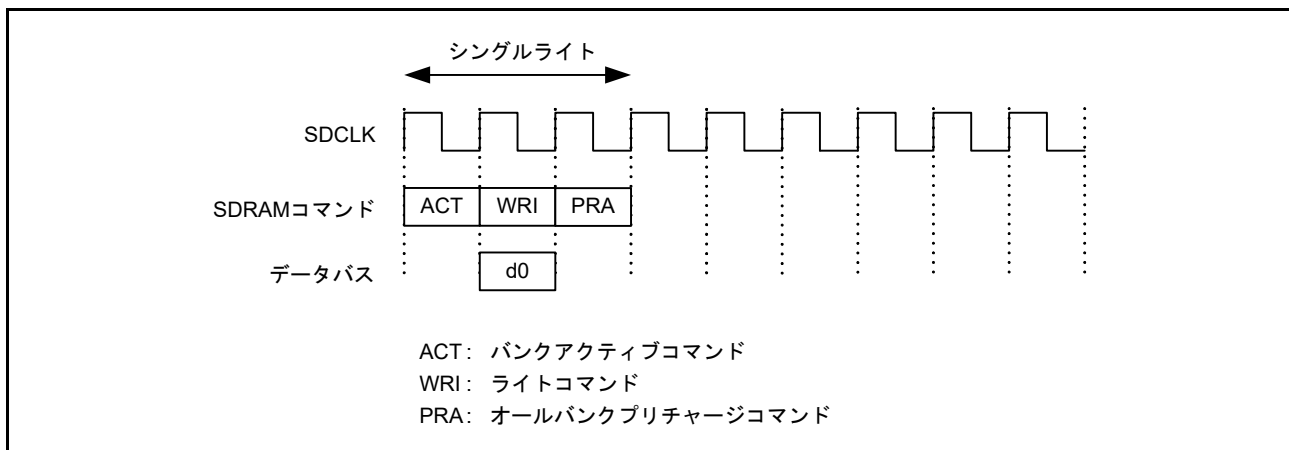 シングルライト
SDCLK
SDRAMコマンド ACT WRI PRA
データバス d0
ACT : バンクアクティブコマンド
WRI : ライトコマンド
PRA : オールバンクプリチャージコマンド